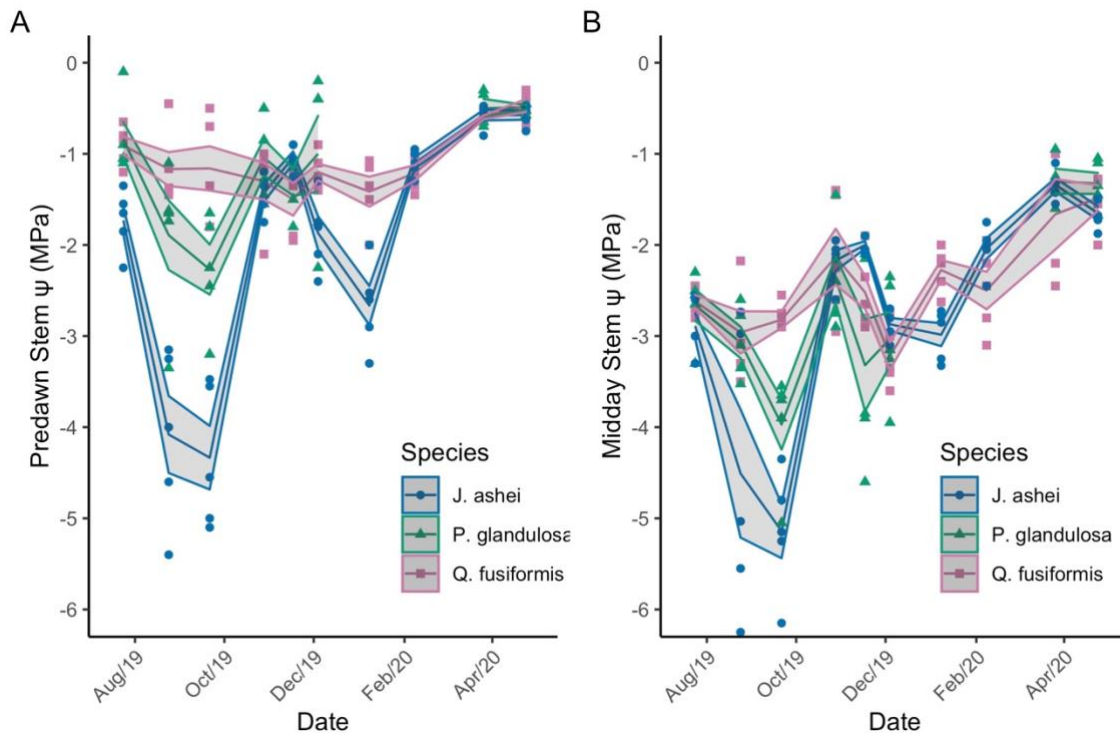 A
Predawn Stem ψ (MPa)
0
-1
-2
-3
-4
-5
-6
Species
J. ashei
P. glandulosa
Q. fusiformis
Aug/19
Oct/19
Dec/19
Feb/20
Apr/20
Date
B
Midday Stem ψ (MPa)
0
-1
-2
-3
-4
-5
-6
Species
J. ashei
P. glandulosa
Q. fusiformis
Aug/19
Oct/19
Dec/19
Feb/20
Apr/20
Date